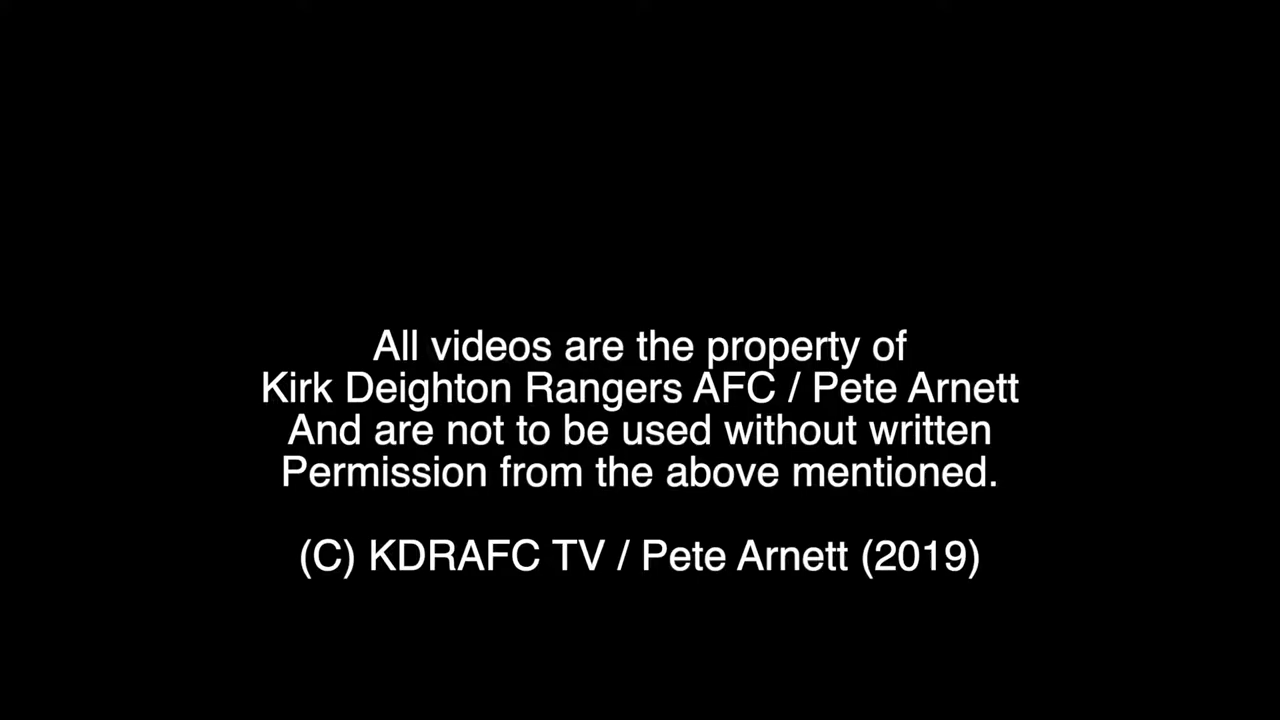 All videos are the property of
Kirk Deighton Rangers AFC / Pete Arnett
And are not to be used without written
Permission from the above mentioned.
(C) KDRAFC TV / Pete Arnett (2019)